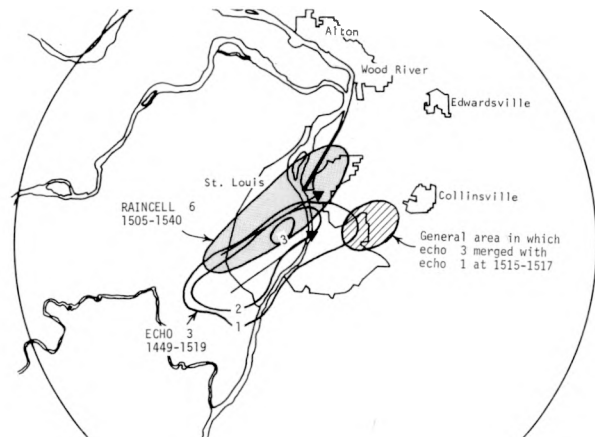 Alton
Wood River
Edwardsville
St. Louis
Collinsville
RAINCELL 6
1505-1540
General area in which
echo 3 merged with
echo 1 at 1515-1517
3
2
1
ECHO 3
1449-1519